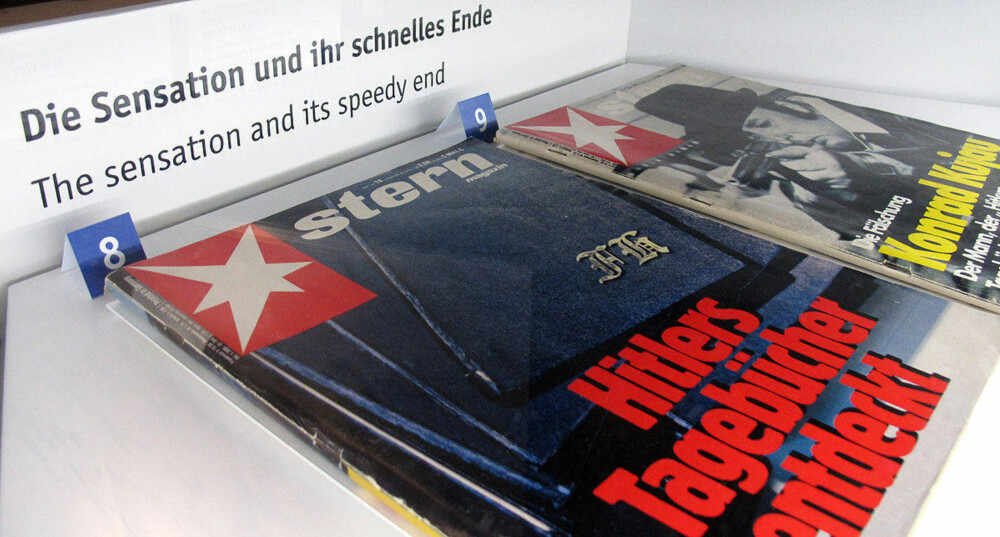 Die Sensation und ihr schnelles Ende
The sensation and its speedy end
8
9
stern
magazin
FH
Hitlers
Tagebücher
entdeckt
Die Fälschung
Konrad Kujau
Der Mann, der